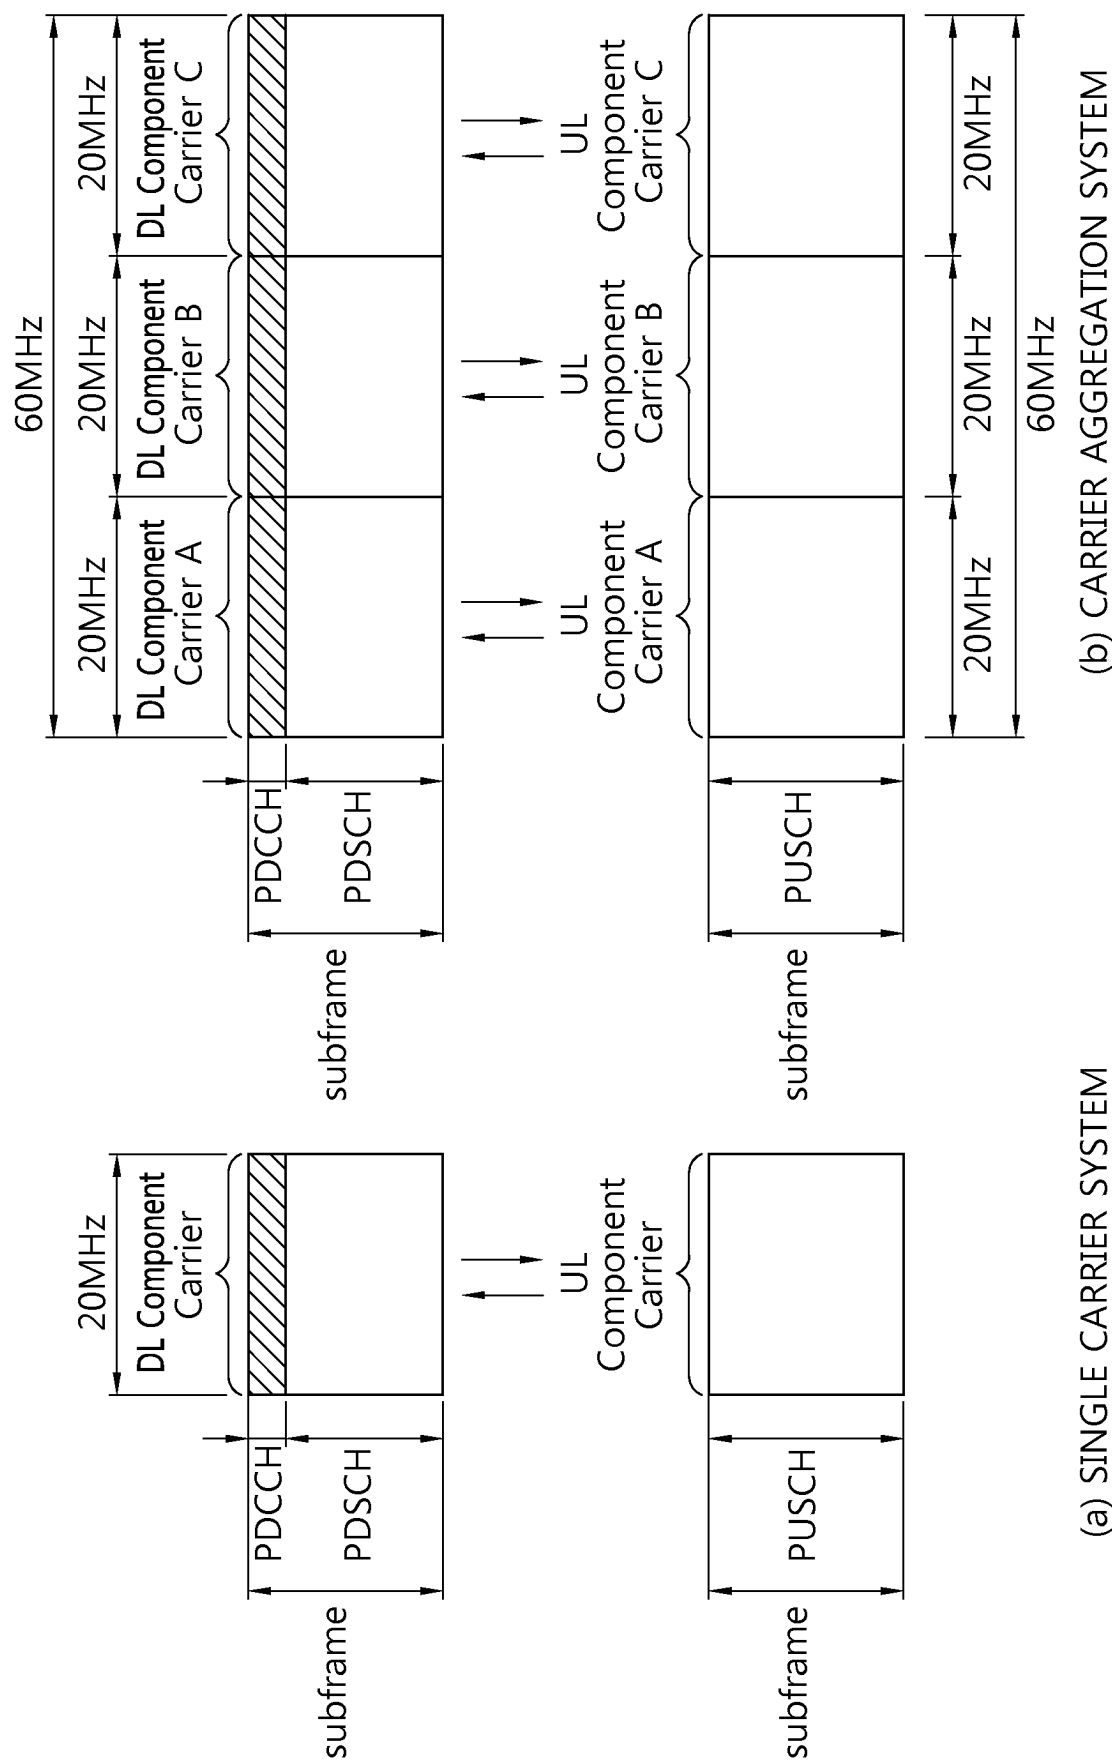 20MHz
DL Component
Carrier
PDCCH
PDSCH
subframe
UL
Component
Carrier
PUSCH
subframe
(a) SINGLE CARRIER SYSTEM
60MHz
20MHz
20MHz
20MHz
DL Component
Carrier A
DL Component
Carrier B
DL Component
Carrier C
PDCCH
PDSCH
subframe
UL
Component
Carrier A
UL
Component
Carrier B
UL
Component
Carrier C
PUSCH
subframe
20MHz
20MHz
20MHz
60MHz
(b) CARRIER AGGREGATION SYSTEM